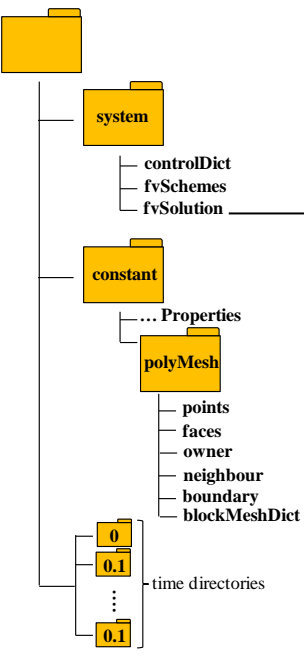 system
controlDict
fvSchemes
fvSolution
constant
... Properties
polyMesh
points
faces
owner
neighbour
boundary
blockMeshDict
0
0.1
time directories
0.1